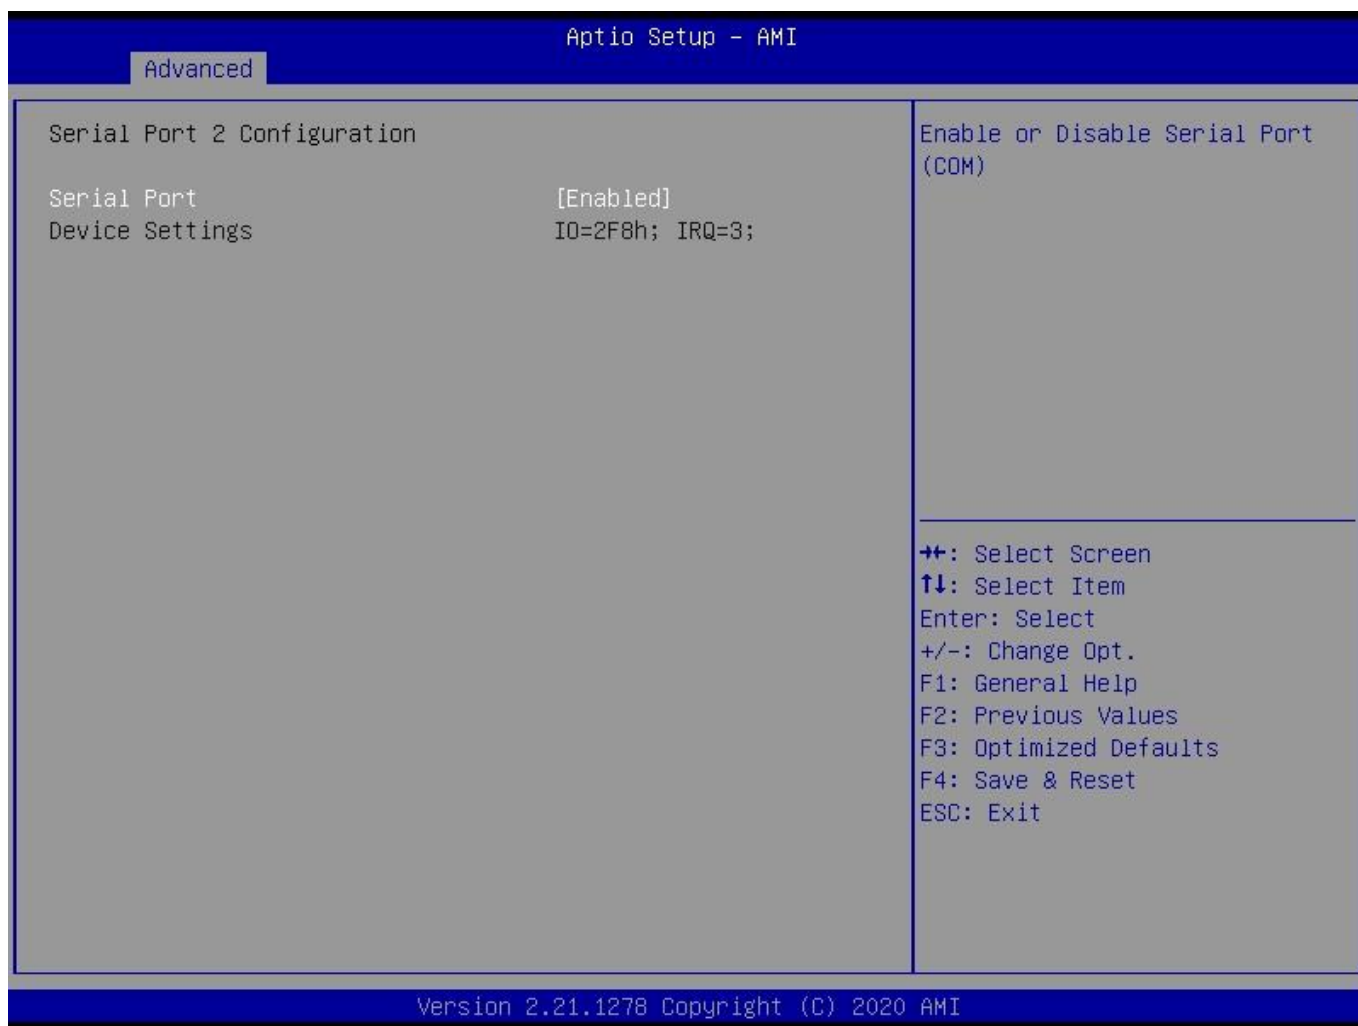 Aptio Setup – AMI
Advanced
Serial Port 2 Configuration
Serial Port [Enabled]
Device Settings IO=2F8h; IRQ=3;
Enable or Disable Serial Port
(COM)
→←: Select Screen
↑↓: Select Item
Enter: Select
+/-: Change Opt.
F1: General Help
F2: Previous Values
F3: Optimized Defaults
F4: Save & Reset
ESC: Exit
Version 2.21.1278 Copyright (C) 2020 AMI